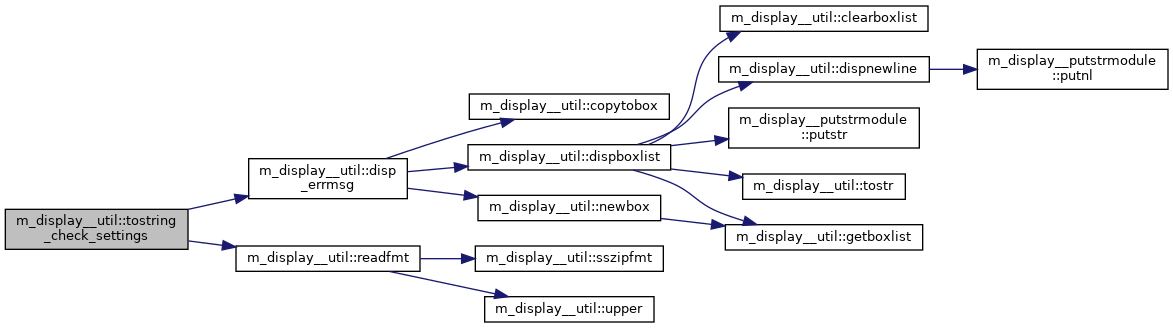 m_display__util::tostring
_check_settings
m_display__util::disp
_errmsg
m_display__util::copytobox
m_display__util::dispboxlist
m_display__util::clearboxlist
m_display__util::dispnewline
m_display__putstrmodule
::putnl
m_display__putstrmodule
::putstr
m_display__util::tostr
m_display__util::getboxlist
m_display__util::newbox
m_display__util::readfmt
m_display__util::sszipfmt
m_display__util::upper